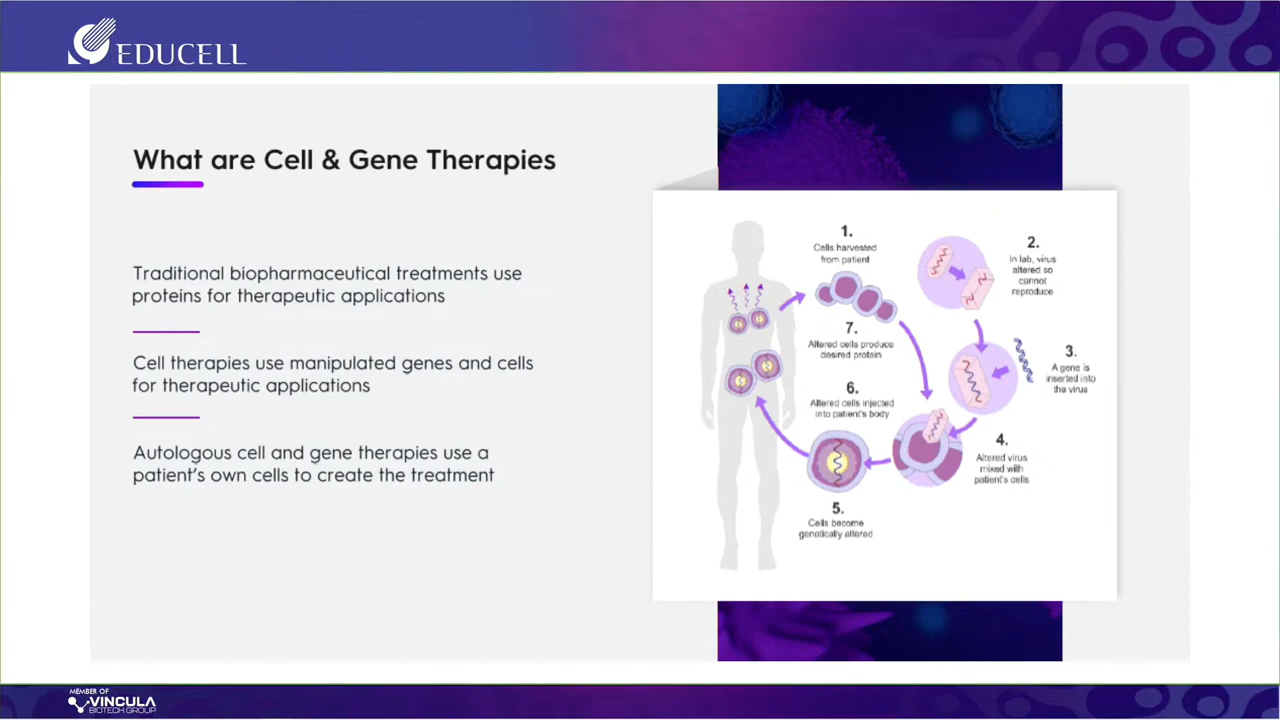 EDUCELL
What are Cell & Gene Therapies
Traditional biopharmaceutical treatments use
proteins for therapeutic applications
Cell therapies use manipulated genes and cells
for therapeutic applications
Autologous cell and gene therapies use a
patient's own cells to create the treatment
1.
Cells harvested
from patient
2.
In lab, virus
altered so
cannot
reproduce
3.
A gene is
inserted into
the virus
4.
Altered virus
mixed with
patient's cells
5.
Cells become
genetically altered
6.
Altered cells injected
into patient's body
7.
Altered cells produce
desired protein
MEMBER OF
VINCULA
BIOTECH GROUP